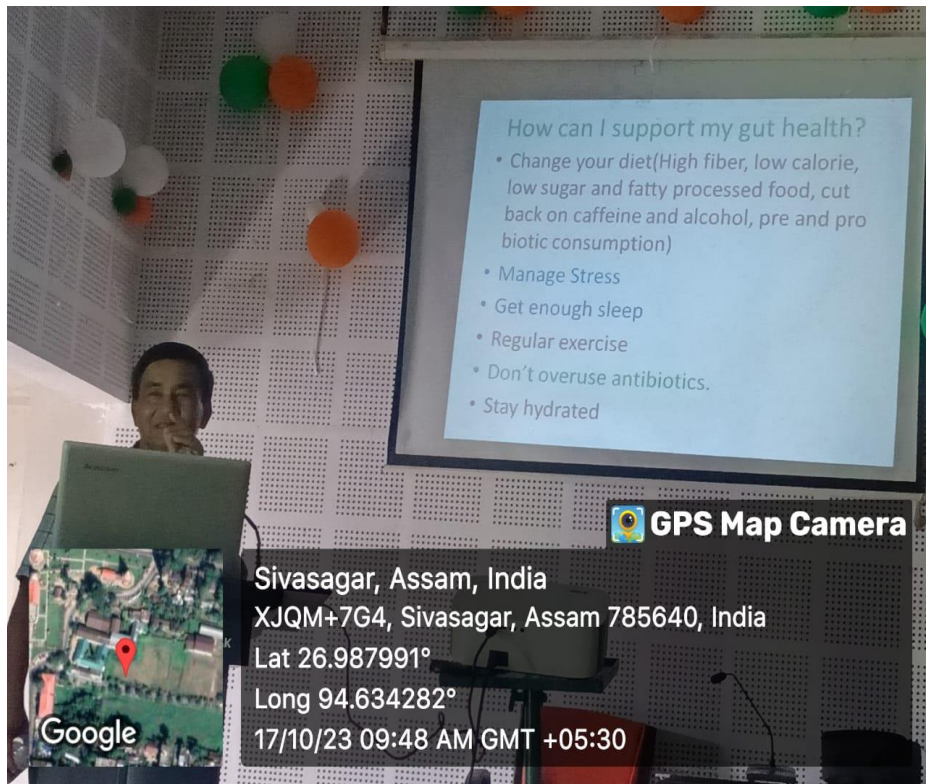 How can I support my gut health?
• Change your diet(High fiber, low calorie,
low sugar and fatty processed food, cut
back on caffeine and alcohol, pre and pro
biotic consumption)
• Manage Stress
• Get enough sleep
• Regular exercise
• Don't overuse antibiotics.
• Stay hydrated
GPS Map Camera
Sivasagar, Assam, India
XJQM+7G4, Sivasagar, Assam 785640, India
Lat 26.987991°
Long 94.634282°
17/10/23 09:48 AM GMT +05:30
Google